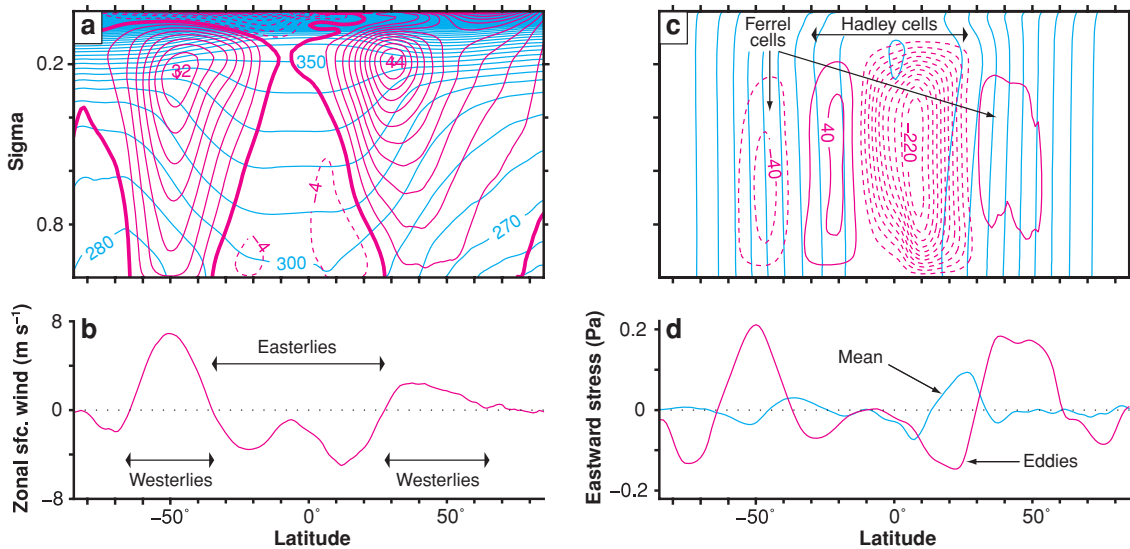 a
0.2
0.8
Sigma
32
44
350
−4
4
280
300
270
c
Ferrel
cells
Hadley cells
−40
−40
−220
b
8
0
−8
Zonal sfc. wind (m s⁻¹)
Easterlies
Westerlies
Westerlies
−50°
0°
50°
Latitude
d
0.2
0
−0.2
Eastward stress (Pa)
Mean
Eddies
−50°
0°
50°
Latitude